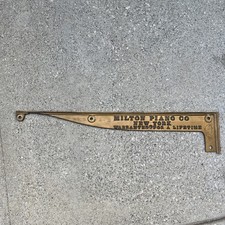 MILTON PIANO CO
NEW YORK
WARRANTED FOR A LIFETIME